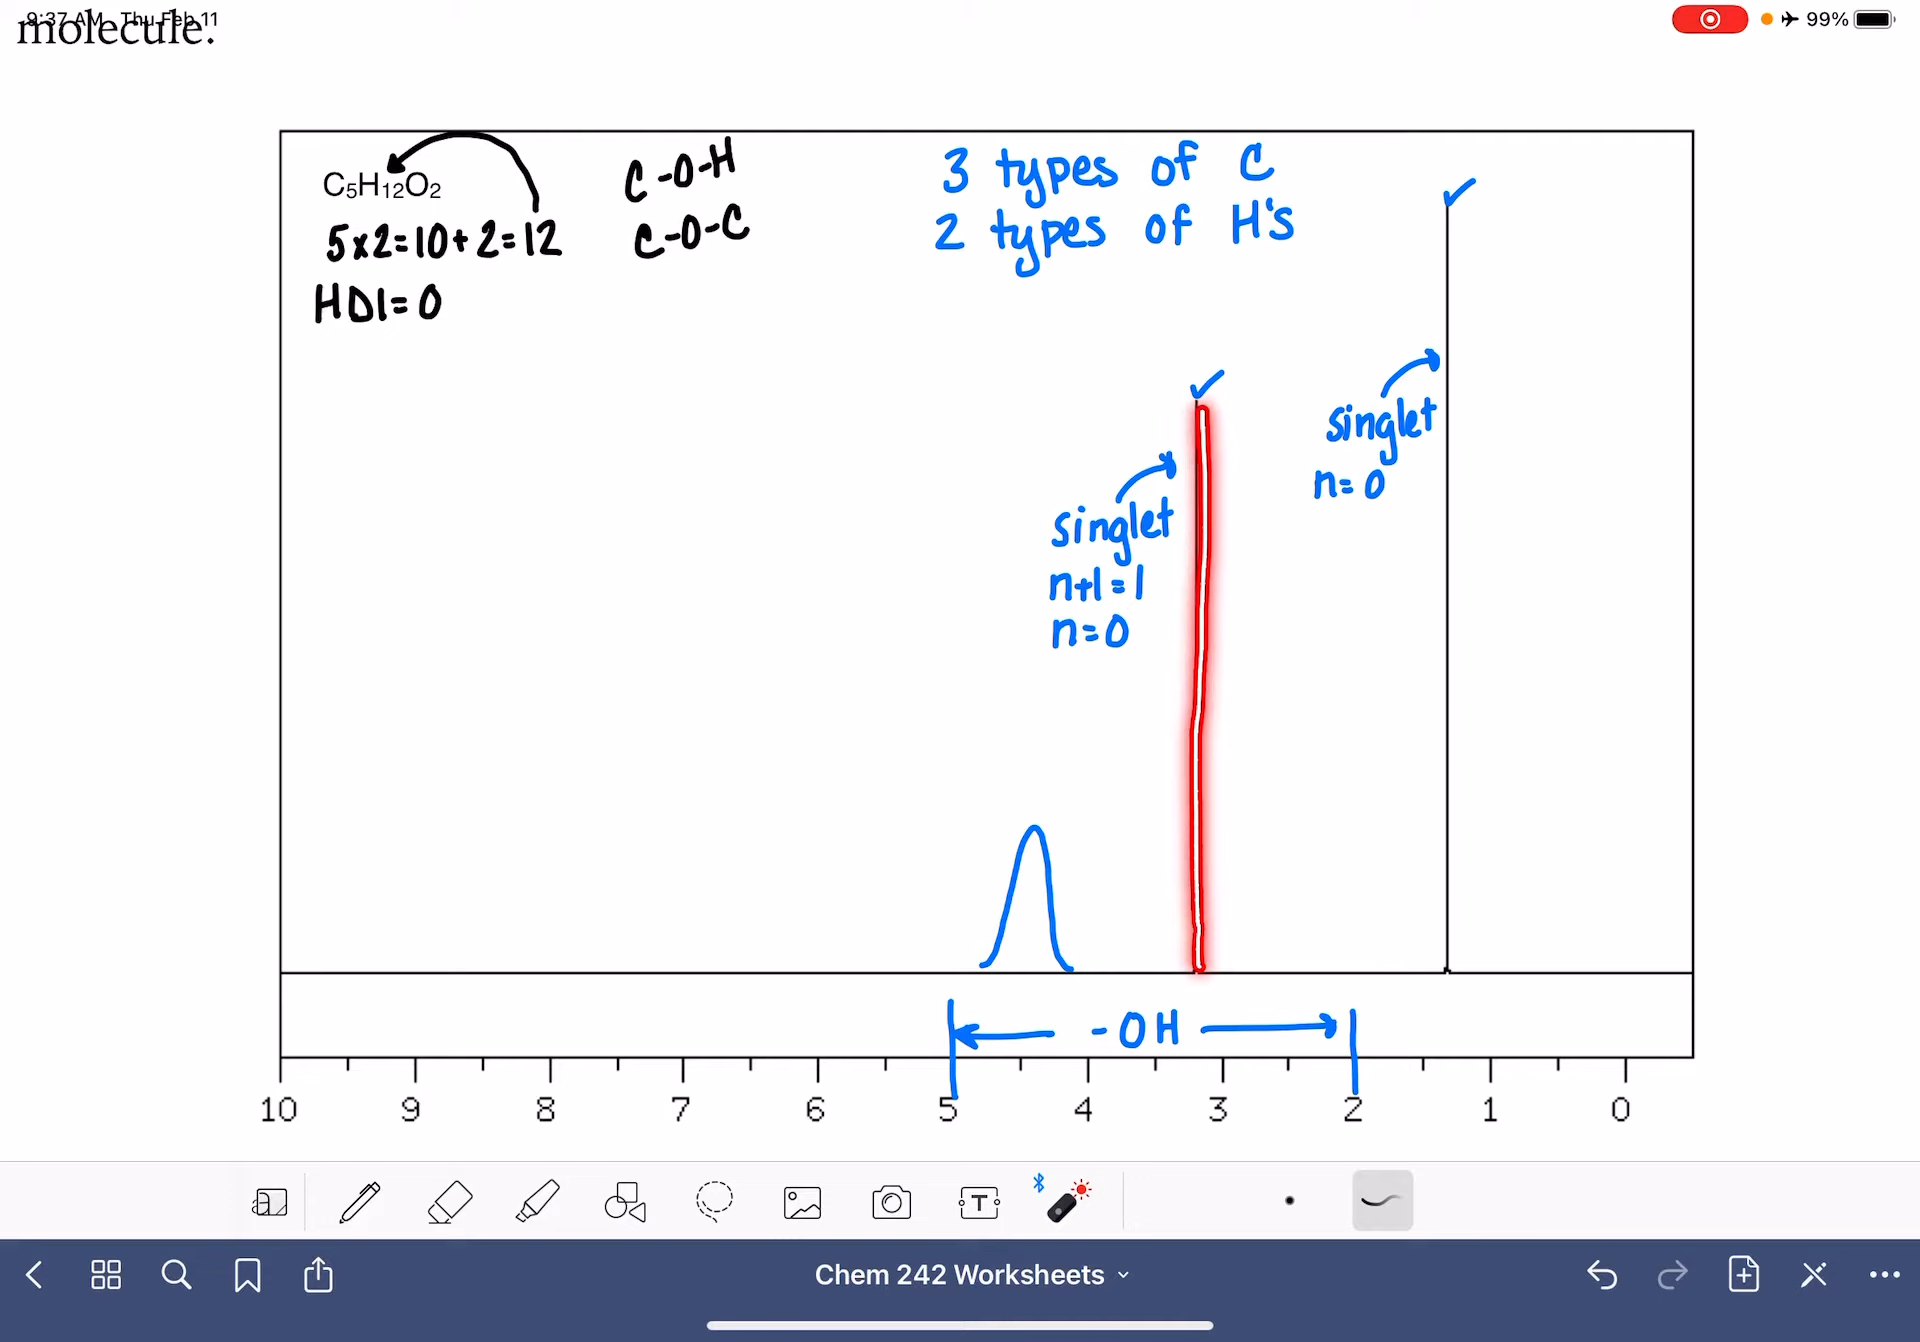 9:37 AM Thu Feb 11
99%
molecule.
C5H12O2
5x2=10+2=12
HDI=0
C-O-H
C-O-C
3 types of C
2 types of H's
singlet
n=0
singlet
n+1=1
n=0
-OH
10 9 8 7 6 5 4 3 2 1 0
a
T
Chem 242 Worksheets